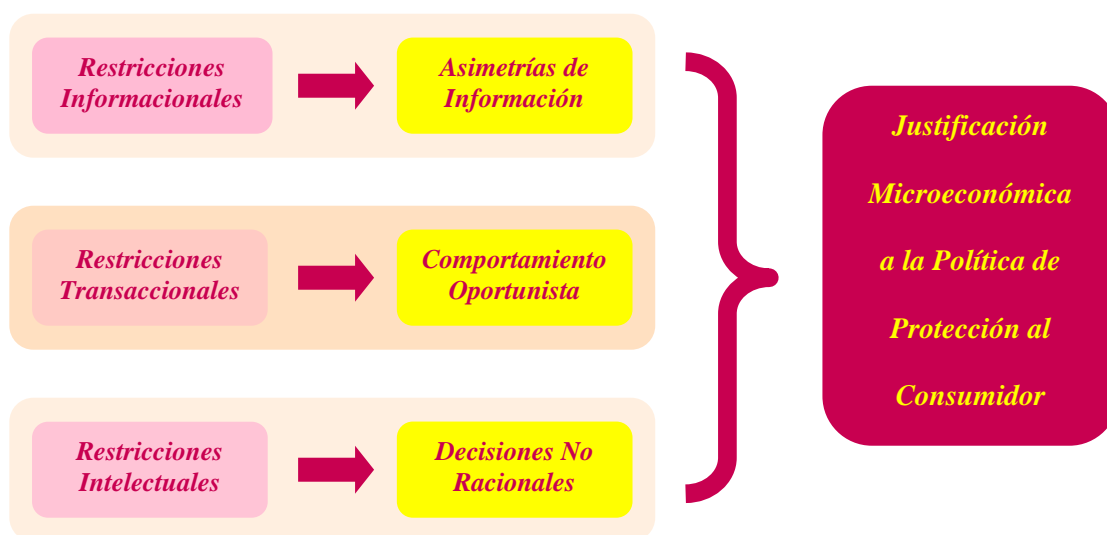 Restricciones
Informacionales
Asimetrías de
Información
Restricciones
Transaccionales
Comportamiento
Oportunista
Restricciones
Intelectuales
Decisiones No
Racionales
Justificación
Microeconómica
a la Política de
Protección al
Consumidor